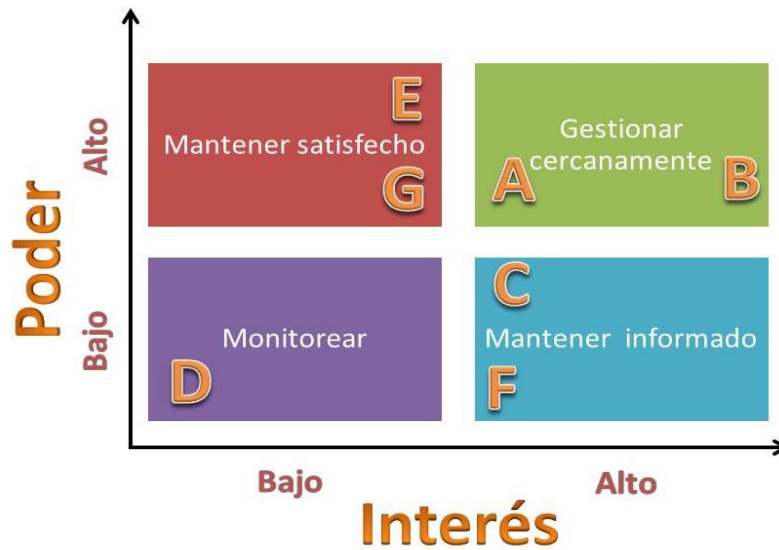 Poder
Alto
Bajo
E
Mantener satisfecho
G
Gestionar
cercanamente
A
B
Monitorear
D
C
Mantener informado
F
Bajo
Alto
Interés